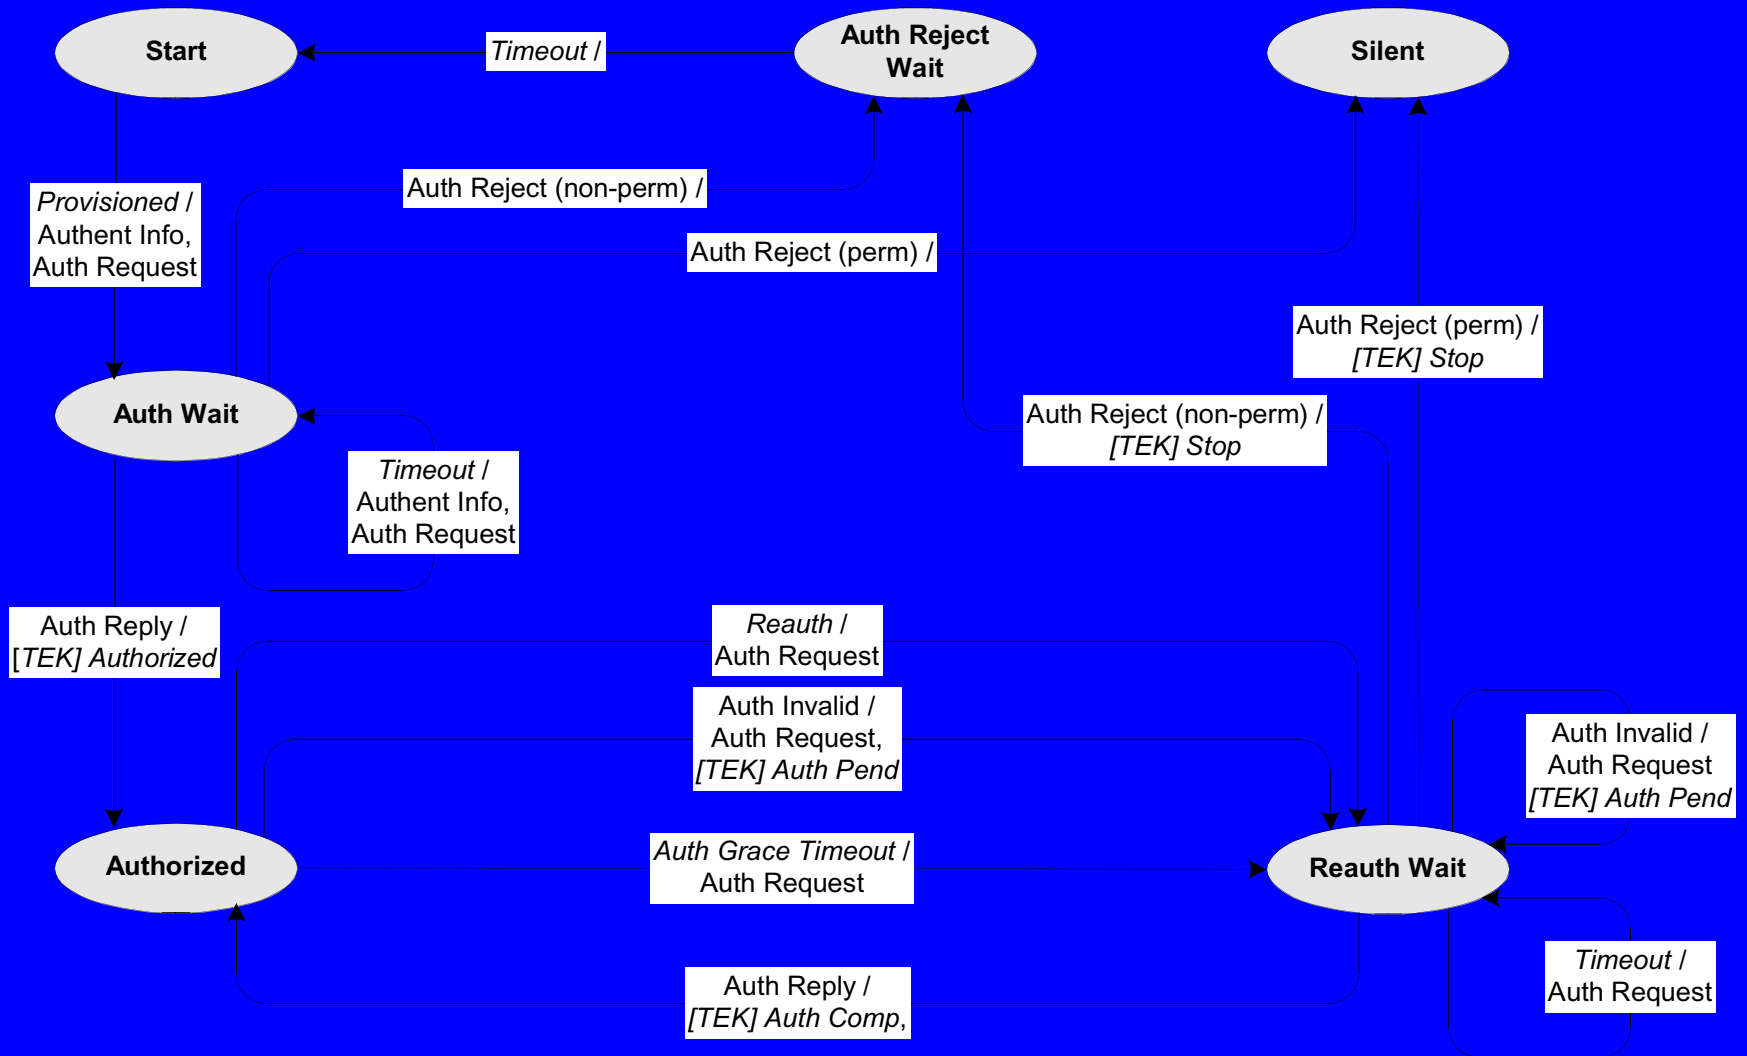 Start
Timeout /
Auth Reject
Wait
Silent
Provisioned /
Authent Info,
Auth Request
Auth Reject (non-perm) /
Auth Reject (perm) /
Auth Reject (perm) /
[TEK] Stop
Auth Wait
Auth Reject (non-perm) /
[TEK] Stop
Timeout /
Authent Info,
Auth Request
Auth Reply /
[TEK] Authorized
Reauth /
Auth Request
Auth Invalid /
Auth Request,
[TEK] Auth Pend
Auth Invalid /
Auth Request
[TEK] Auth Pend
Authorized
Auth Grace Timeout /
Auth Request
Reauth Wait
Auth Reply /
[TEK] Auth Comp,
Timeout /
Auth Request